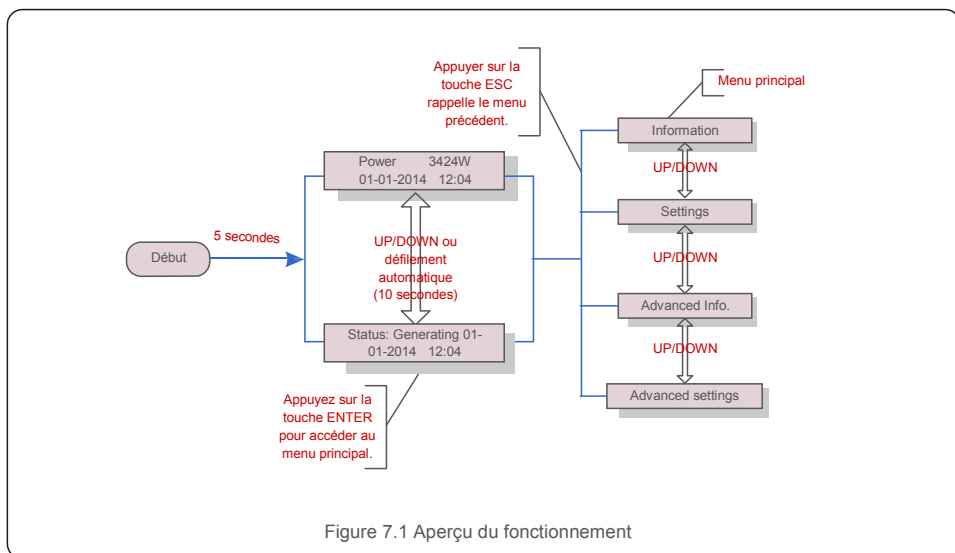 Appuyer sur la
touche ESC
rappelle le menu
précédent.
Menu principal
Information
Power 3424W
01-01-2014 12:04
UP/DOWN
5 secondes
Settings
Début
UP/DOWN ou
défilement
automatique
(10 secondes)
UP/DOWN
Advanced Info.
Status: Generating 01-
01-2014 12:04
UP/DOWN
Advanced settings
Appuyez sur la
touche ENTER
pour accéder au
menu principal.
Figure 7.1 Aperçu du fonctionnement